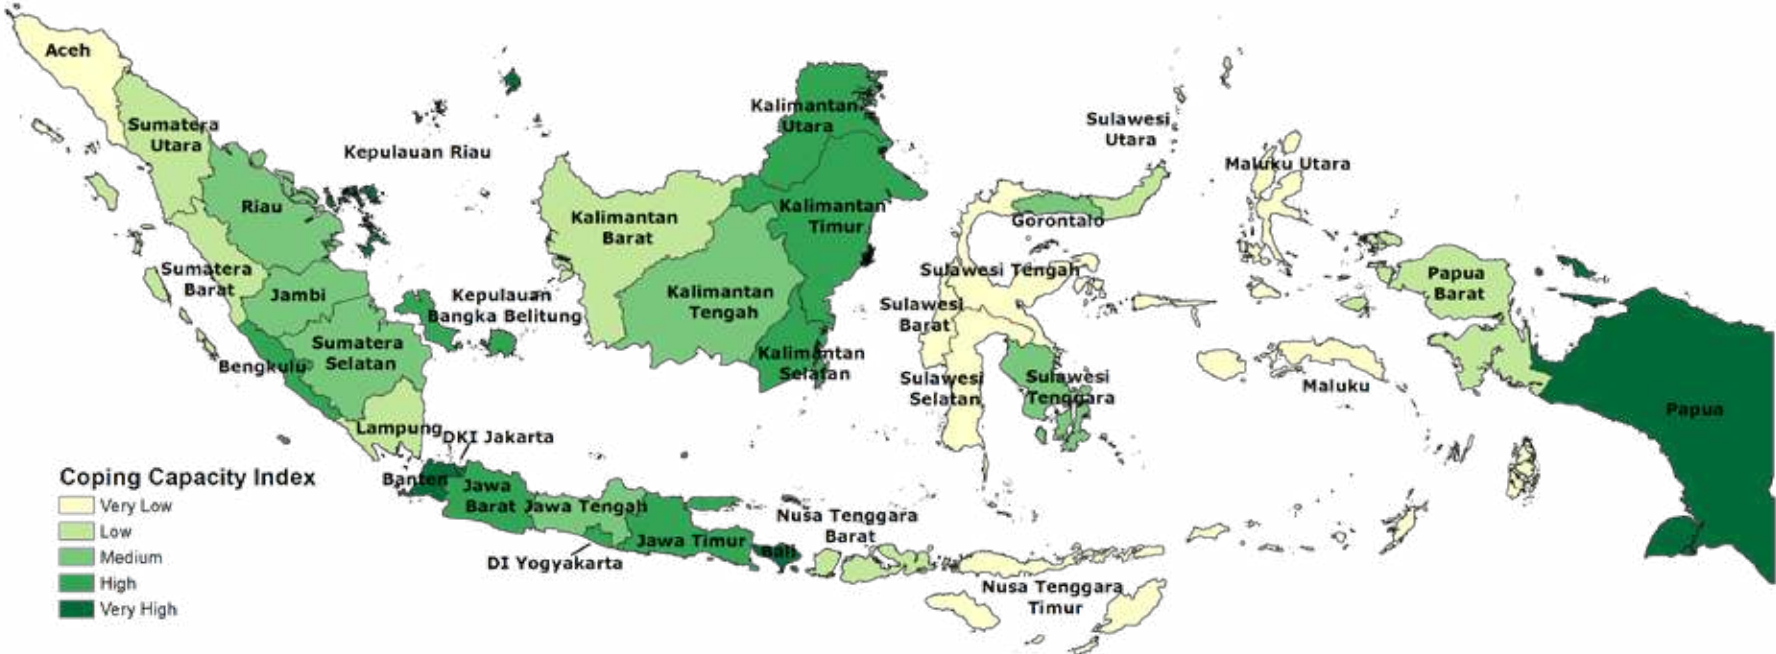 Aceh
Sumatera
Utara
Kepulauan Riau
Riau
Sumatera
Barat
Jambi
Kepulauan
Bangka Belitung
Sumatera
Selatan
Bengkulu
Lampung
DKI Jakarta
Banten
Jawa
Barat
Jawa Tengah
DI Yogyakarta
Jawa Timur
Bali
Nusa Tenggara
Barat
Nusa Tenggara
Timur
Kalimantan
Utara
Kalimantan
Timur
Kalimantan
Barat
Kalimantan
Tengah
Kalimantan
Selatan
Sulawesi
Utara
Gorontalo
Sulawesi Tengah
Sulawesi
Barat
Sulawesi
Selatan
Sulawesi
Tenggara
Maluku Utara
Maluku
Papua
Barat
Papua
Coping Capacity Index
Very Low
Low
Medium
High
Very High